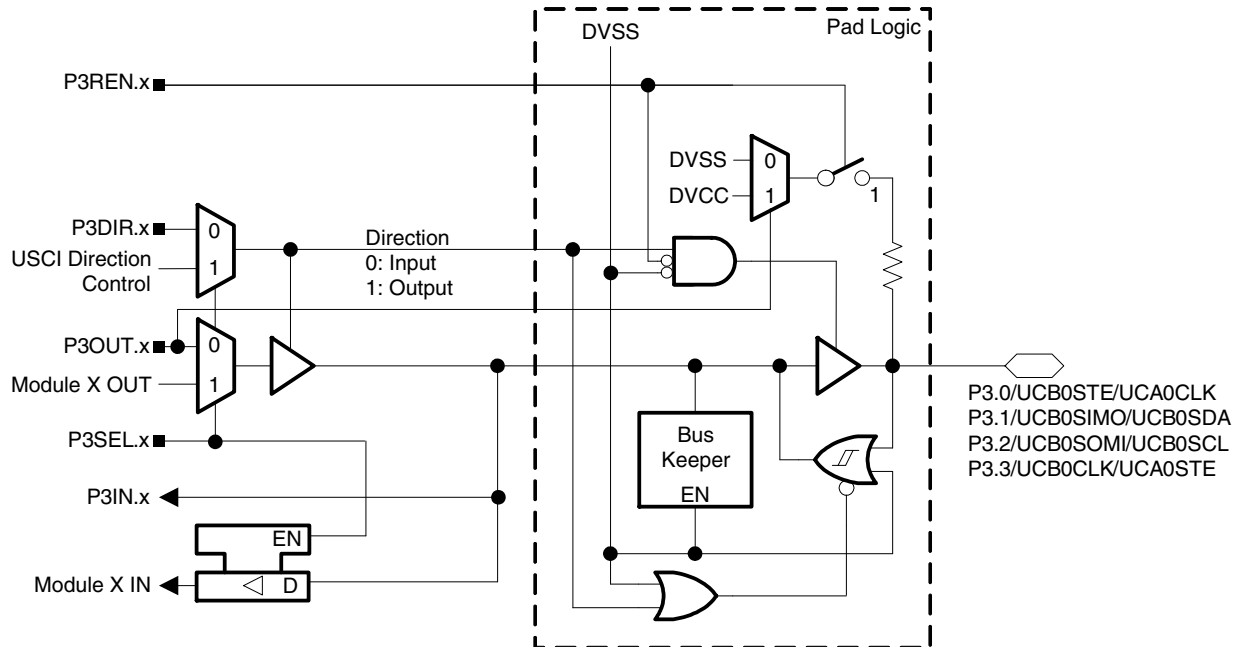 Pad Logic
DVSS
P3REN.x
DVSS
0
DVCC
1
1
P3DIR.x
0
USCI Direction
Control
1
Direction
0: Input
1: Output
P3OUT.x
0
Module X OUT
1
P3SEL.x
P3IN.x
EN
D
Module X IN
Bus
Keeper
EN
P3.0/UCB0STE/UCA0CLK
P3.1/UCB0SIMO/UCB0SDA
P3.2/UCB0SOMI/UCB0SCL
P3.3/UCB0CLK/UCA0STE